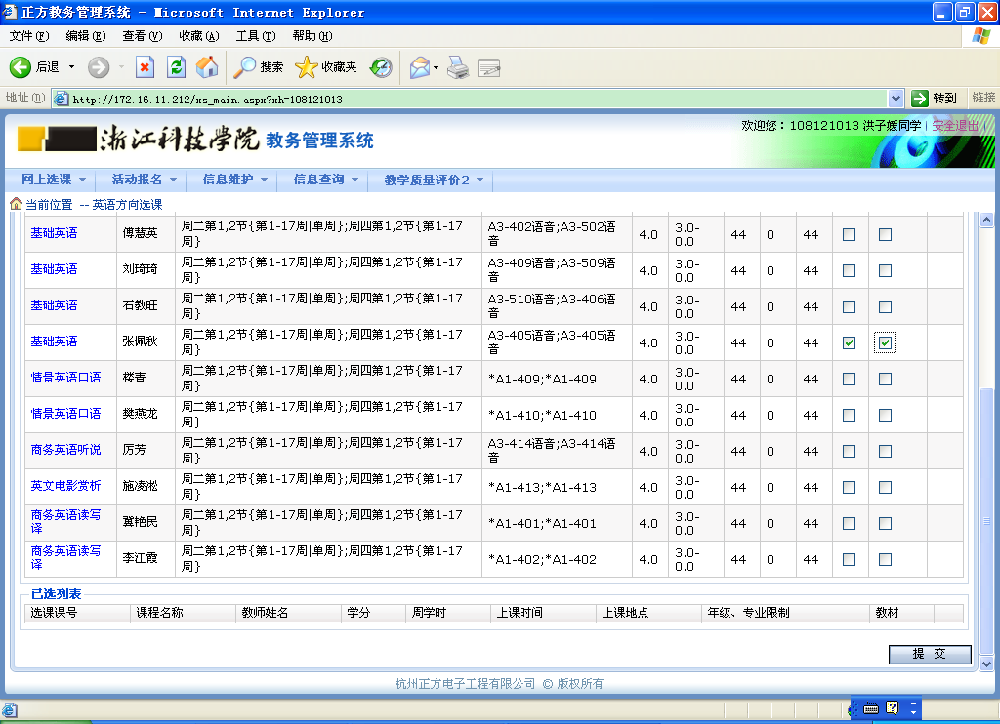 正方教务管理系统 - Microsoft Internet Explorer
文件(F) 编辑(E) 查看(V) 收藏(A) 工具(T) 帮助(H)
后退 搜索 收藏夹
地址(D) http://172.16.11.212/xs_main.aspx?xh=108121013 转到 链接
浙江科技学院 教务管理系统 欢迎您：108121013 洪子媛同学 | 安全退出 |
网上选课 活动报名 信息维护 信息查询 教学质量评价2
当前位置 -- 英语方向选课
基础英语 傅慧英 周二第1,2节{第1-17周|单周};周四第1,2节{第1-17周} A3-402语音;A3-502语音 4.0 3.0-0.0 44 0 44
基础英语 刘琦琦 周二第1,2节{第1-17周|单周};周四第1,2节{第1-17周} A3-409语音;A3-509语音 4.0 3.0-0.0 44 0 44
基础英语 石教旺 周二第1,2节{第1-17周|单周};周四第1,2节{第1-17周} A3-510语音;A3-406语音 4.0 3.0-0.0 44 0 44
基础英语 张佩秋 周二第1,2节{第1-17周|单周};周四第1,2节{第1-17周} A3-405语音;A3-405语音 4.0 3.0-0.0 44 0 44
情景英语口语 楼青 周二第1,2节{第1-17周|单周};周四第1,2节{第1-17周} *A1-409;*A1-409 4.0 3.0-0.0 44 0 44
情景英语口语 樊燕龙 周二第1,2节{第1-17周|单周};周四第1,2节{第1-17周} *A1-410;*A1-410 4.0 3.0-0.0 44 0 44
商务英语听说 厉芳 周二第1,2节{第1-17周|单周};周四第1,2节{第1-17周} A3-414语音;A3-414语音 4.0 3.0-0.0 44 0 44
英文电影赏析 施凌凇 周二第1,2节{第1-17周|单周};周四第1,2节{第1-17周} *A1-413;*A1-413 4.0 3.0-0.0 44 0 44
商务英语读写译 冀艳民 周二第1,2节{第1-17周|单周};周四第1,2节{第1-17周} *A1-401;*A1-401 4.0 3.0-0.0 44 0 44
商务英语读写译 李江霞 周二第1,2节{第1-17周|单周};周四第1,2节{第1-17周} *A1-402;*A1-402 4.0 3.0-0.0 44 0 44
已选列表
选课课号 课程名称 教师姓名 学分 周学时 上课时间 上课地点 年级、专业限制 教材
提 交
杭州正方电子工程有限公司 © 版权所有